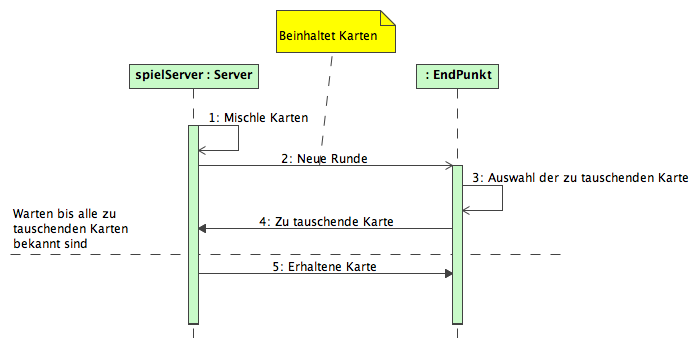 Beinhaltet Karten
spielServer : Server
: EndPunkt
1: Mischle Karten
2: Neue Runde
3: Auswahl der zu tauschenden Karte
4: Zu tauschende Karte
Warten bis alle zu
tauschenden Karten
bekannt sind
5: Erhaltene Karte